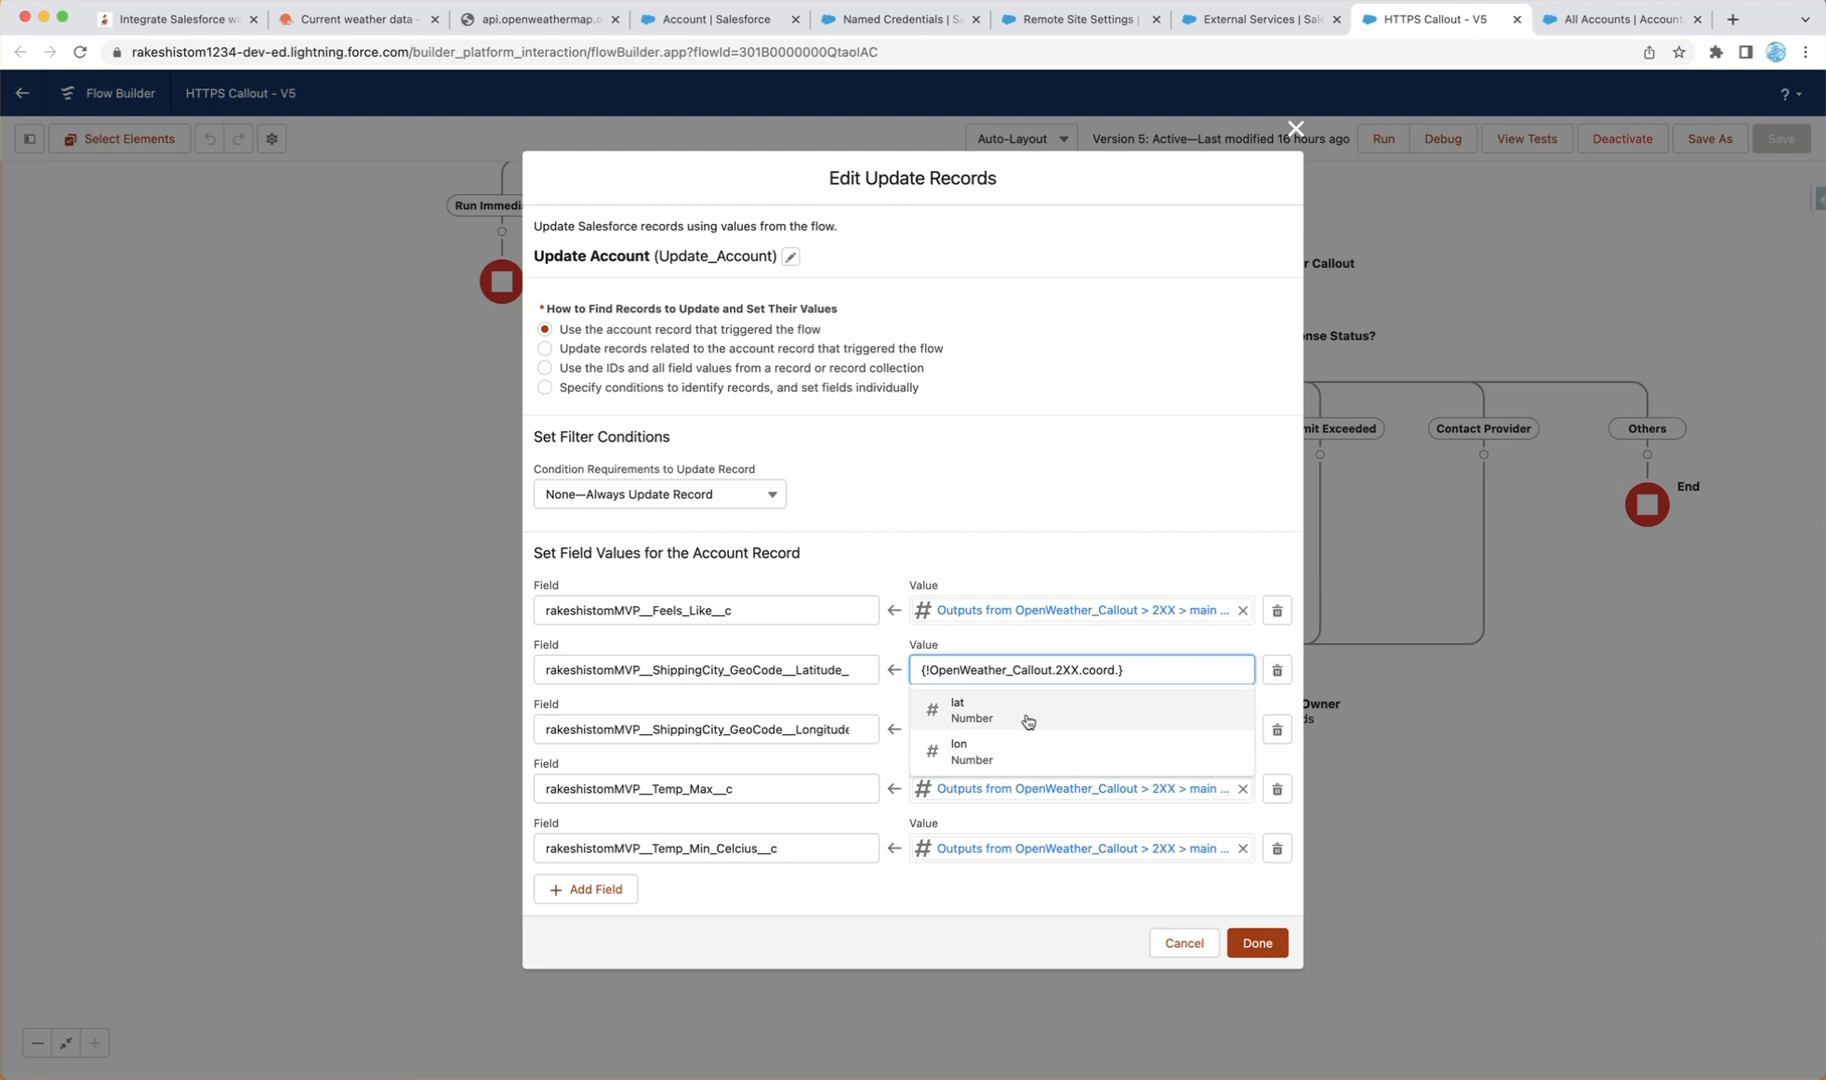 Integrate Salesforce wi
Current weather data -
api.openweathermap.o
Account | Salesforce
Named Credentials | Sa
Remote Site Settings |
External Services | Sale
HTTPS Callout - V5
All Accounts | Account
rakeshistom1234-dev-ed.lightning.force.com/builder_platform_interaction/flowBuilder.app?flowId=301B0000000QtaoIAC
Flow Builder
HTTPS Callout - V5
?
Select Elements
Auto-Layout
Version 5: Active—Last modified 16 hours ago
Run
Debug
View Tests
Deactivate
Save As
Save
Edit Update Records
Run Immedi
Update Salesforce records using values from the flow.
Update Account (Update_Account)
r Callout
*How to Find Records to Update and Set Their Values
Use the account record that triggered the flow
nse Status?
Update records related to the account record that triggered the flow
Use the IDs and all field values from a record or record collection
Specify conditions to identify records, and set fields individually
mit Exceeded
Contact Provider
Others
Set Filter Conditions
Condition Requirements to Update Record
None—Always Update Record
End
Set Field Values for the Account Record
Field
Value
rakeshistomMVP__Feels_Like__c
# Outputs from OpenWeather_Callout > 2XX > main ...
Field
Value
rakeshistomMVP__ShippingCity_GeoCode__Latitude_
{!OpenWeather_Callout.2XX.coord.}
# lat
Number
Field
Owner
ds
rakeshistomMVP__ShippingCity_GeoCode__Longitude
# lon
Number
Field
rakeshistomMVP__Temp_Max__c
# Outputs from OpenWeather_Callout > 2XX > main ...
Field
Value
rakeshistomMVP__Temp_Min_Celcius__c
# Outputs from OpenWeather_Callout > 2XX > main ...
+ Add Field
Cancel
Done